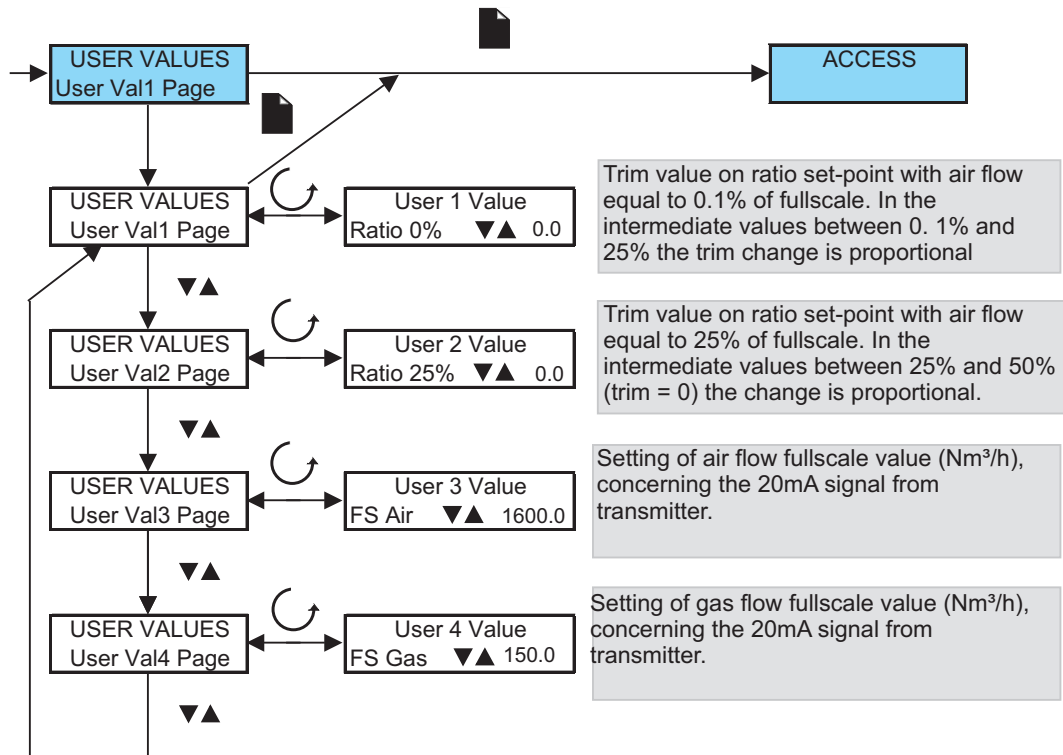 USER VALUES
User Val1 Page
ACCESS
USER VALUES
User Val1 Page
User 1 Value
Ratio 0% ▼▲ 0.0
Trim value on ratio set-point with air flow
equal to 0.1% of fullscale. In the
intermediate values between 0. 1% and
25% the trim change is proportional
▼▲
USER VALUES
User Val2 Page
User 2 Value
Ratio 25% ▼▲ 0.0
Trim value on ratio set-point with air flow
equal to 25% of fullscale. In the
intermediate values between 25% and 50%
(trim = 0) the change is proportional.
▼▲
USER VALUES
User Val3 Page
User 3 Value
FS Air ▼▲ 1600.0
Setting of air flow fullscale value (Nm³/h),
concerning the 20mA signal from
transmitter.
▼▲
USER VALUES
User Val4 Page
User 4 Value
FS Gas ▼▲ 150.0
Setting of gas flow fullscale value (Nm³/h),
concerning the 20mA signal from
transmitter.
▼▲